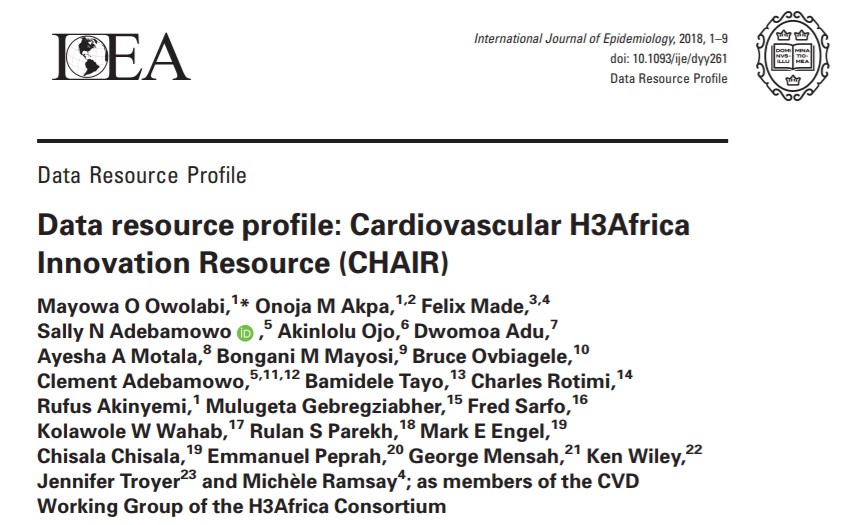 IEA
International Journal of Epidemiology, 2018, 1–9
doi: 10.1093/ije/dyy261
Data Resource Profile
DOMI MINA
NVS- TIO-
ILLU MEA
Data Resource Profile
Data resource profile: Cardiovascular H3Africa
Innovation Resource (CHAIR)
Mayowa O Owolabi,1* Onoja M Akpa,1,2 Felix Made,3,4
Sally N Adebamowo iD ,5 Akinlolu Ojo,6 Dwomoa Adu,7
Ayesha A Motala,8 Bongani M Mayosi,9 Bruce Ovbiagele,10
Clement Adebamowo,5,11,12 Bamidele Tayo,13 Charles Rotimi,14
Rufus Akinyemi,1 Mulugeta Gebregziabher,15 Fred Sarfo,16
Kolawole W Wahab,17 Rulan S Parekh,18 Mark E Engel,19
Chisala Chisala,19 Emmanuel Peprah,20 George Mensah,21 Ken Wiley,22
Jennifer Troyer23 and Michèle Ramsay4; as members of the CVD
Working Group of the H3Africa Consortium